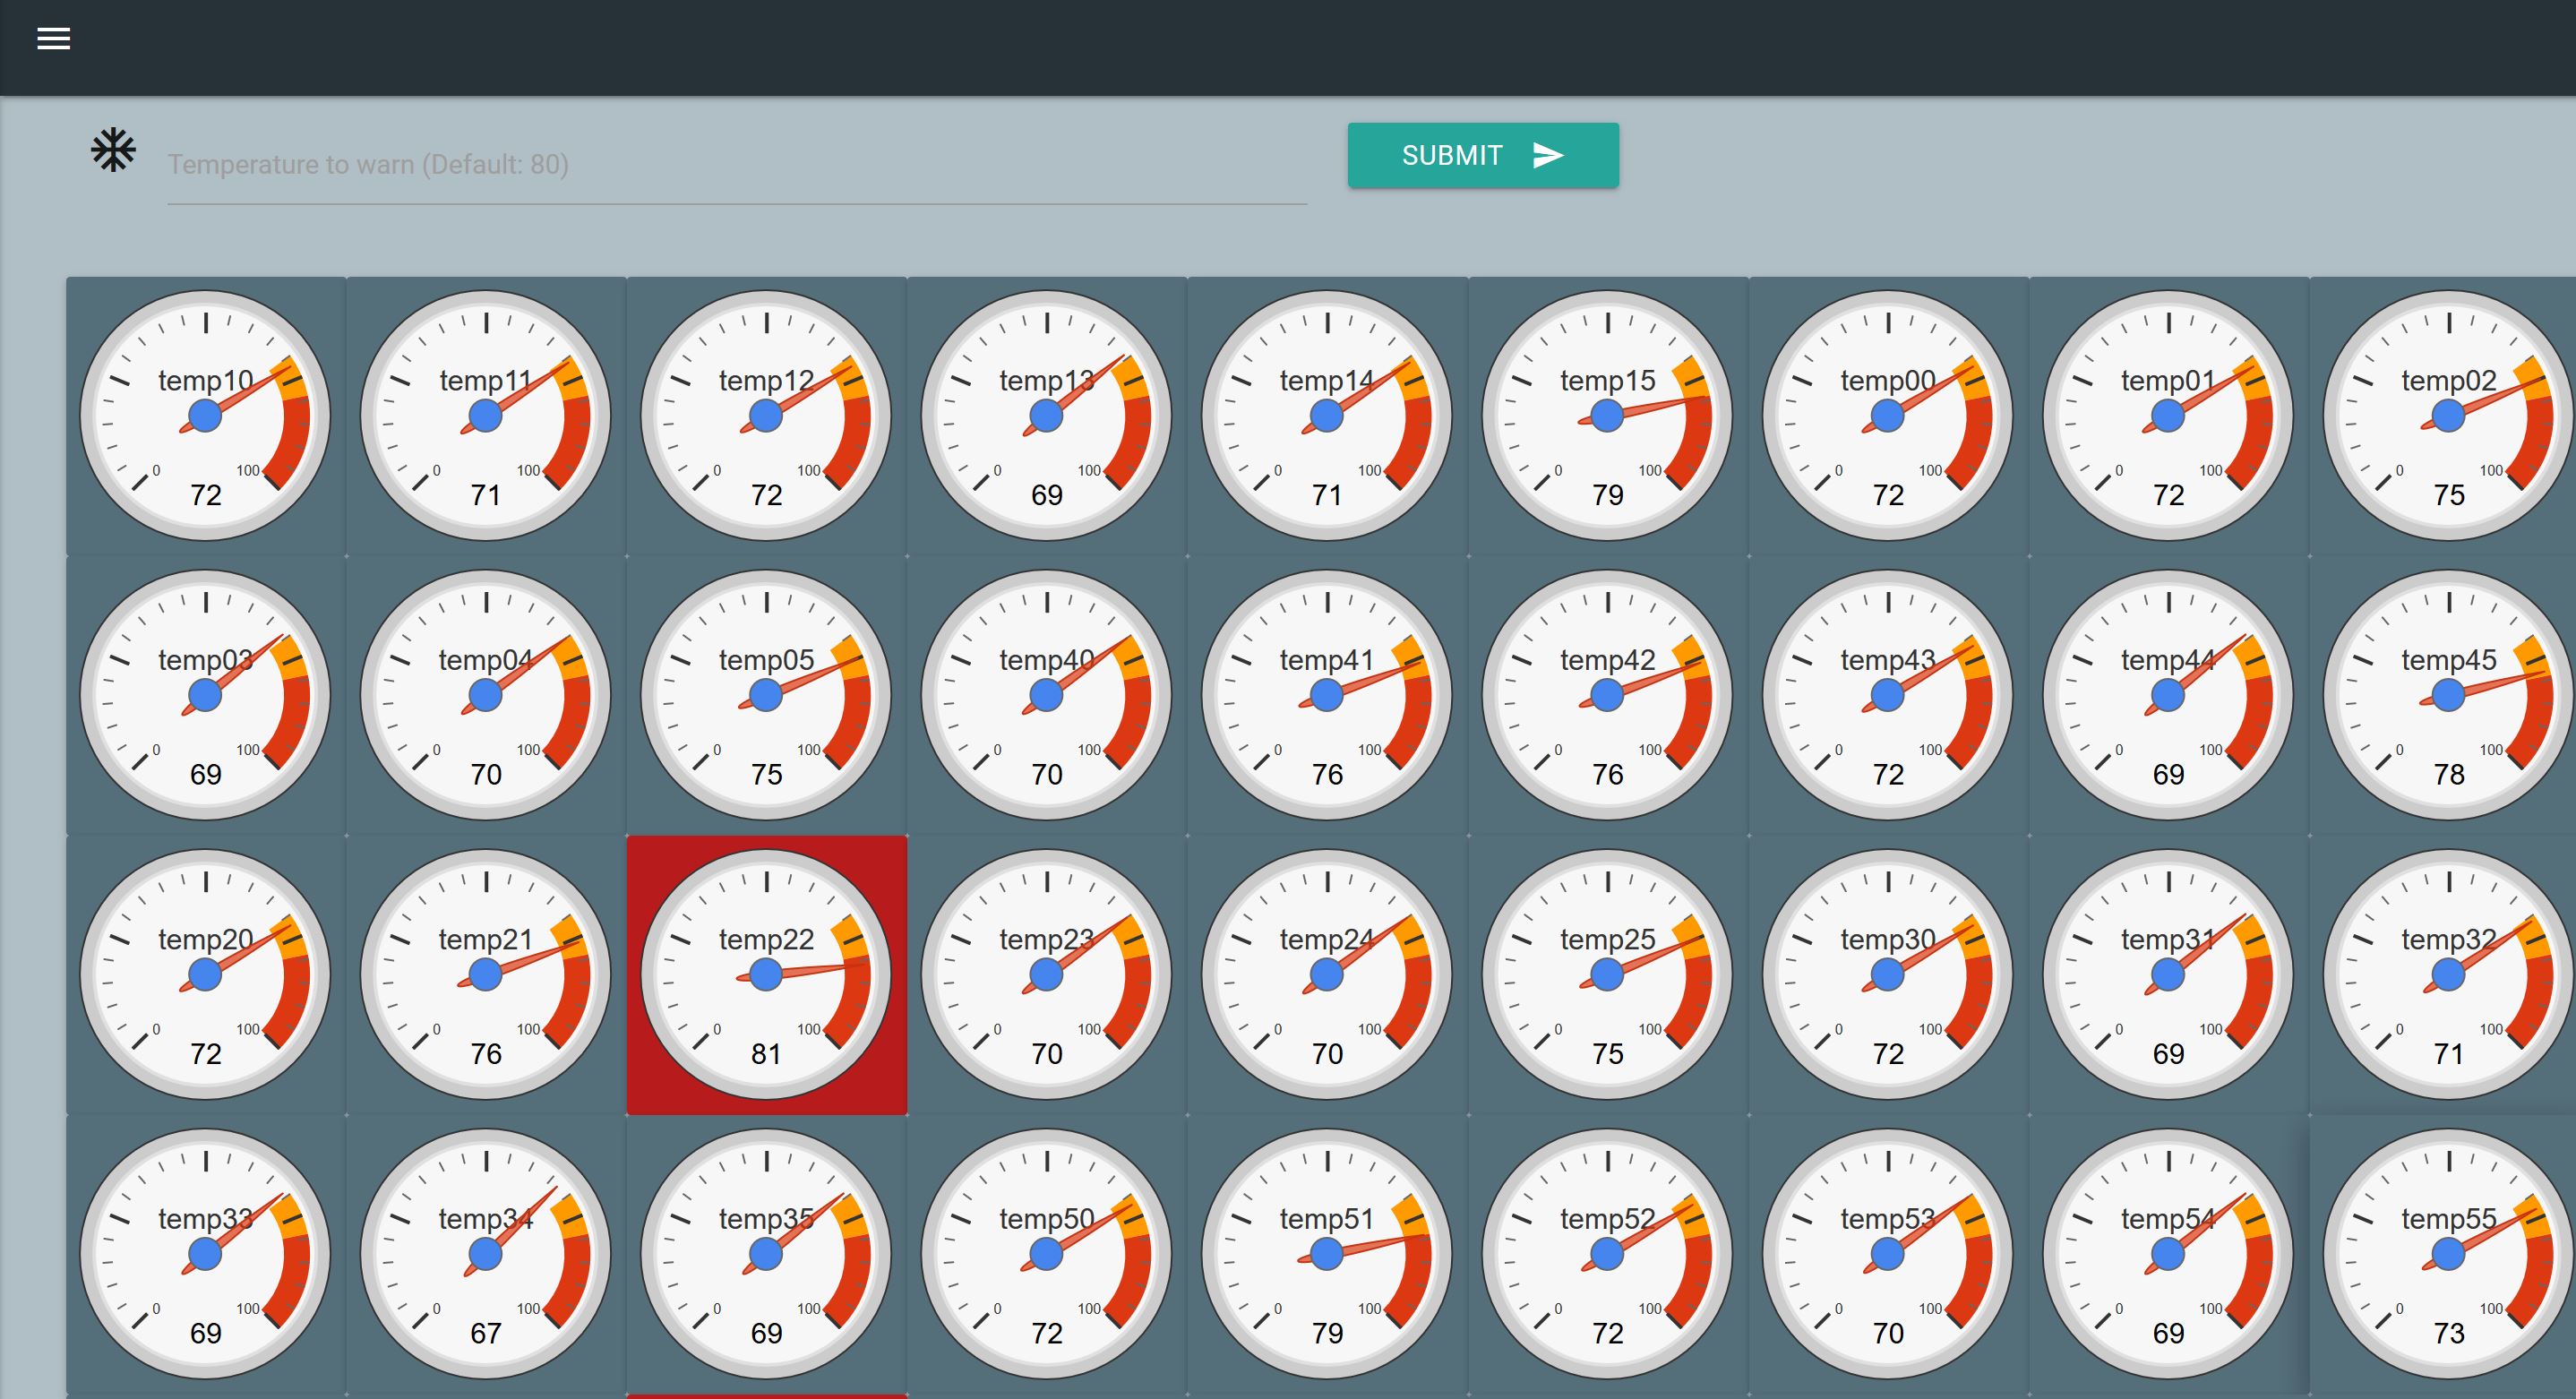 Temperature to warn (Default: 80)
SUBMIT
temp10 temp11 temp12 temp13 temp14 temp15 temp00 temp01 temp02
0 100 0 100 0 100 0 100 0 100 0 100 0 100 0 100 0 100
72 71 72 69 71 79 72 72 75
temp03 temp04 temp05 temp40 temp41 temp42 temp43 temp44 temp45
0 100 0 100 0 100 0 100 0 100 0 100 0 100 0 100 0 100
69 70 75 70 76 76 72 69 78
temp20 temp21 temp22 temp23 temp24 temp25 temp30 temp31 temp32
0 100 0 100 0 100 0 100 0 100 0 100 0 100 0 100 0 100
72 76 81 70 70 75 72 69 71
temp33 temp34 temp35 temp50 temp51 temp52 temp53 temp54 temp55
0 100 0 100 0 100 0 100 0 100 0 100 0 100 0 100 0 100
69 67 69 72 79 72 70 69 73